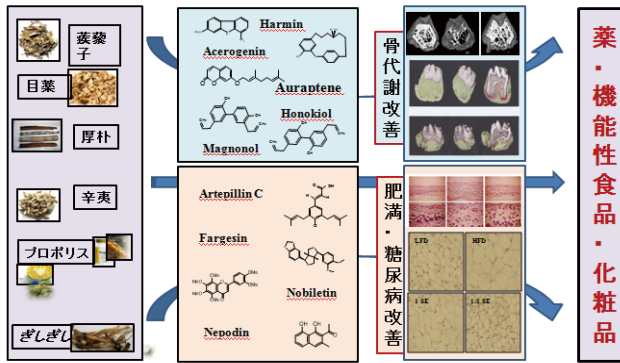 蒺藜
子
目薬
厚朴
辛夷
プロポリス
ぎしぎし
Harmin
Acerogenin
Auraptene
Honokiol
Magnonol
骨代謝改善
Artepillin C
Fargesin
Nobiletin
Nepodin
肥満・糖尿病改善
LFD
HFD
薬・機能性食品・化粧品